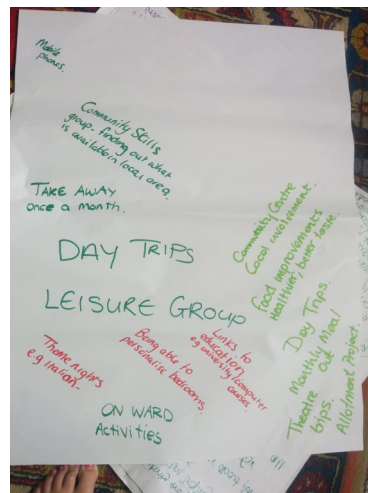 Mobile
phones.
Community Skills
group - finding out what
is available in local area.
TAKE AWAY
once a month.
DAY TRIPS
LEISURE GROUP
Community Centre
Local involvement.
food improvements
Healthier, better taste.
Day Trips.
Monthly Meal
out
Theatre
trips.
Allotment Project.
Theme nights
e.g Italian-
Being able to
personalise bedrooms.
Links to
education
eg university/computer
courses
ON WARD
Activities
all